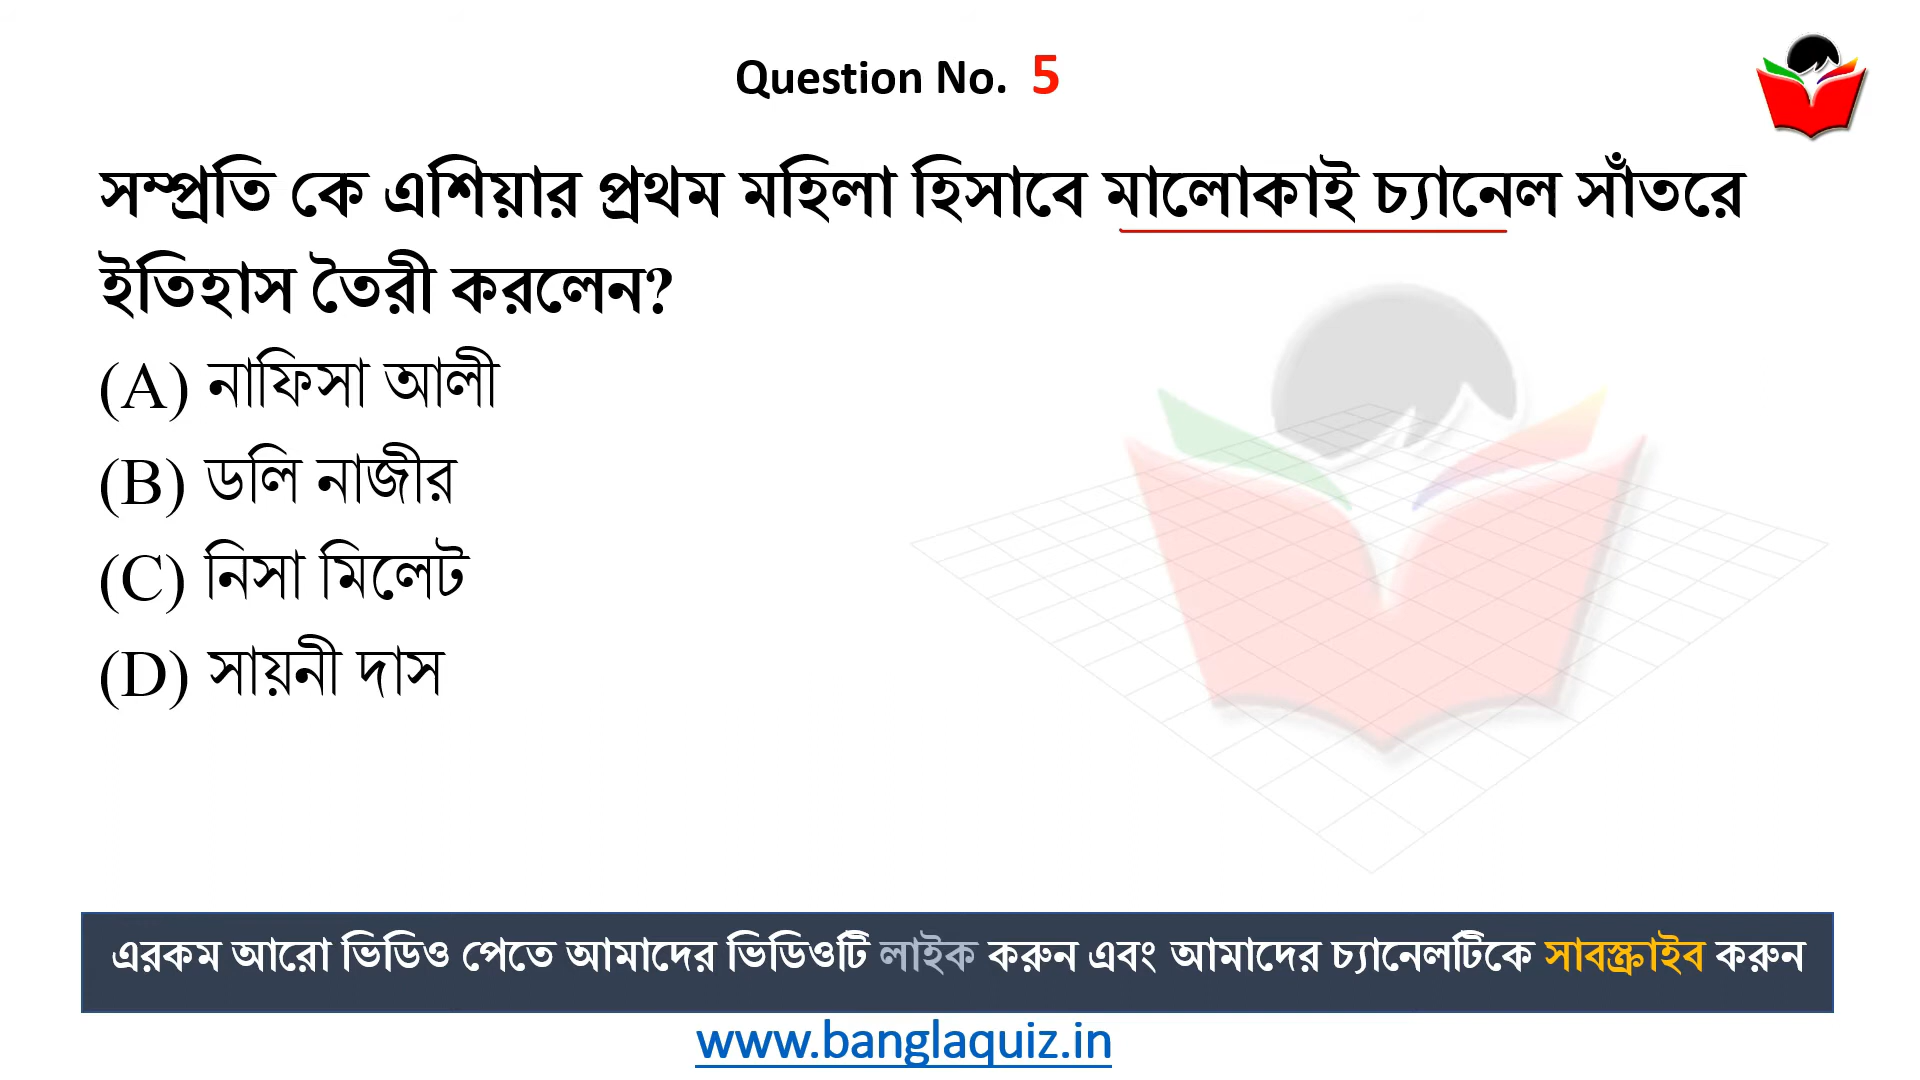 Question No. 5
সম্প্রতি কে এশিয়ার প্রথম মহিলা হিসাবে মালোকাই চ্যানেল সাঁতরে
ইতিহাস তৈরী করলেন?
(A) নাফিসা আলী
(B) ডলি নাজীর
(C) নিসা মিলেট
(D) সায়নী দাস
এরকম আরো ভিডিও পেতে আমাদের ভিডিওটি লাইক করুন এবং আমাদের চ্যানেলটিকে সাবস্ক্রাইব করুন
www.banglaquiz.in